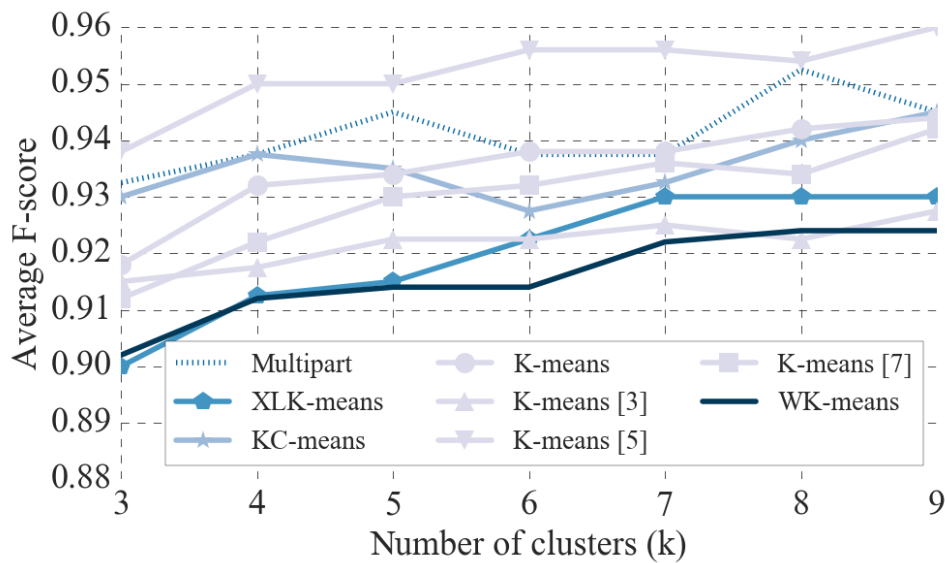 0.96
0.95
0.94
0.93
0.92
0.91
0.90
0.89
0.88
Average F-score
Multipart
XLK-means
KC-means
K-means
K-means [3]
K-means [5]
K-means [7]
WK-means
3 4 5 6 7 8 9
Number of clusters (k)